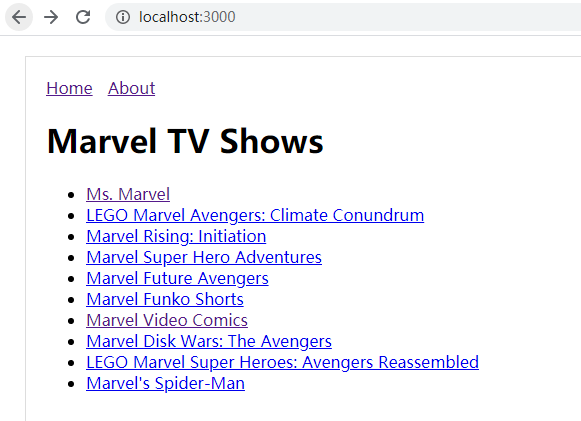 localhost:3000
Home About
Marvel TV Shows
Ms. Marvel
LEGO Marvel Avengers: Climate Conundrum
Marvel Rising: Initiation
Marvel Super Hero Adventures
Marvel Future Avengers
Marvel Funko Shorts
Marvel Video Comics
Marvel Disk Wars: The Avengers
LEGO Marvel Super Heroes: Avengers Reassembled
Marvel's Spider-Man